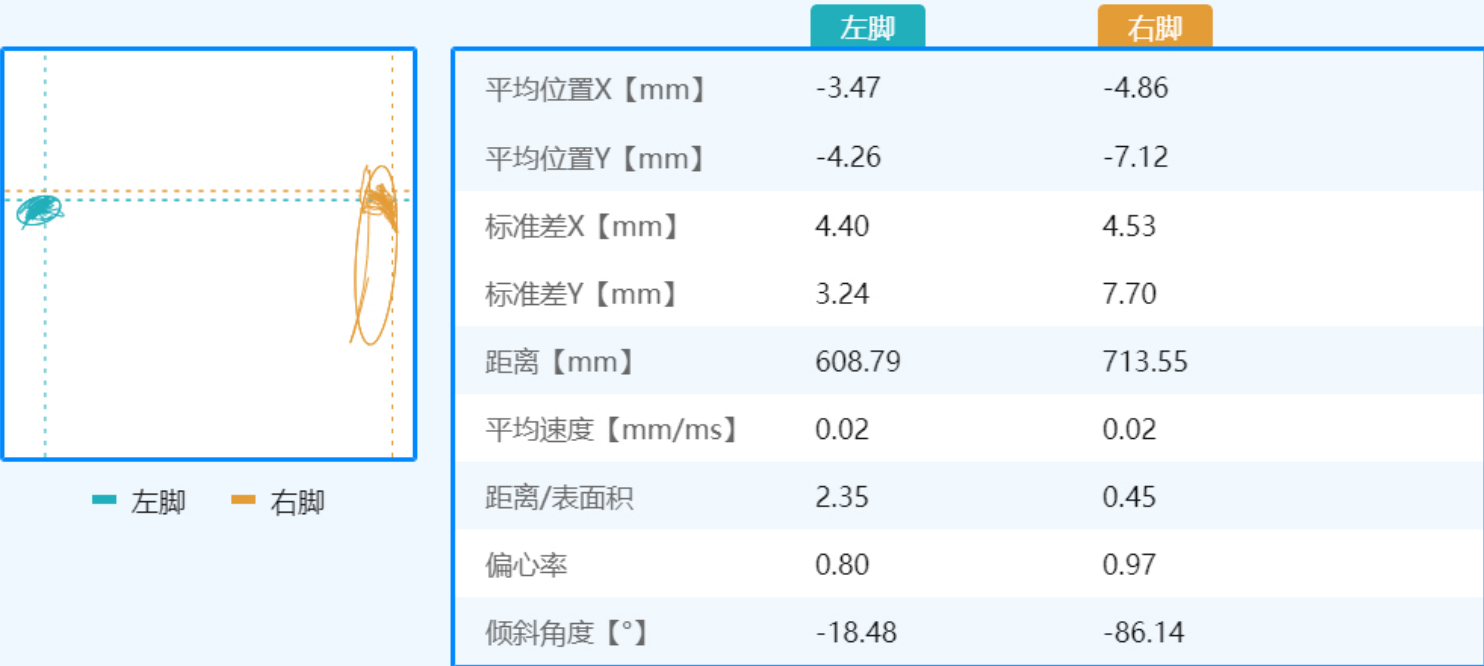 左脚 右脚
平均位置X【mm】 -3.47 -4.86
平均位置Y【mm】 -4.26 -7.12
标准差X【mm】 4.40 4.53
标准差Y【mm】 3.24 7.70
距离【mm】 608.79 713.55
平均速度【mm/ms】 0.02 0.02
距离/表面积 2.35 0.45
偏心率 0.80 0.97
倾斜角度【°】 -18.48 -86.14
左脚 右脚